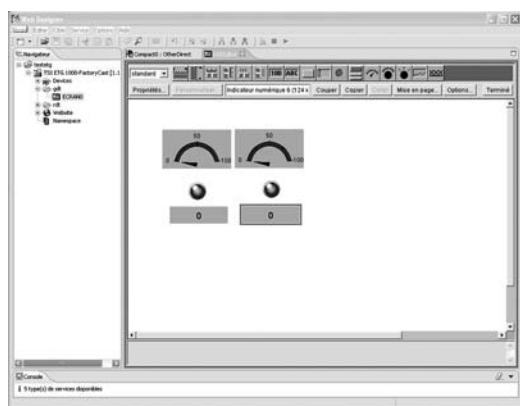 Web Designer
Navigateur
testetg
TSX ETG 1000-FactoryCast [1.1
Devices
gdt
ECRAN0
rdt
Website
Namespace
Compact0 : OtherDirect
standard
Propriétés...
Indicateur numérique 6 (124 x
Couper
Copier
Coller
Mise en page...
Options...
Terminé
50
0
100
50
0
100
0
0
Console
5 type(s) de services disponibles